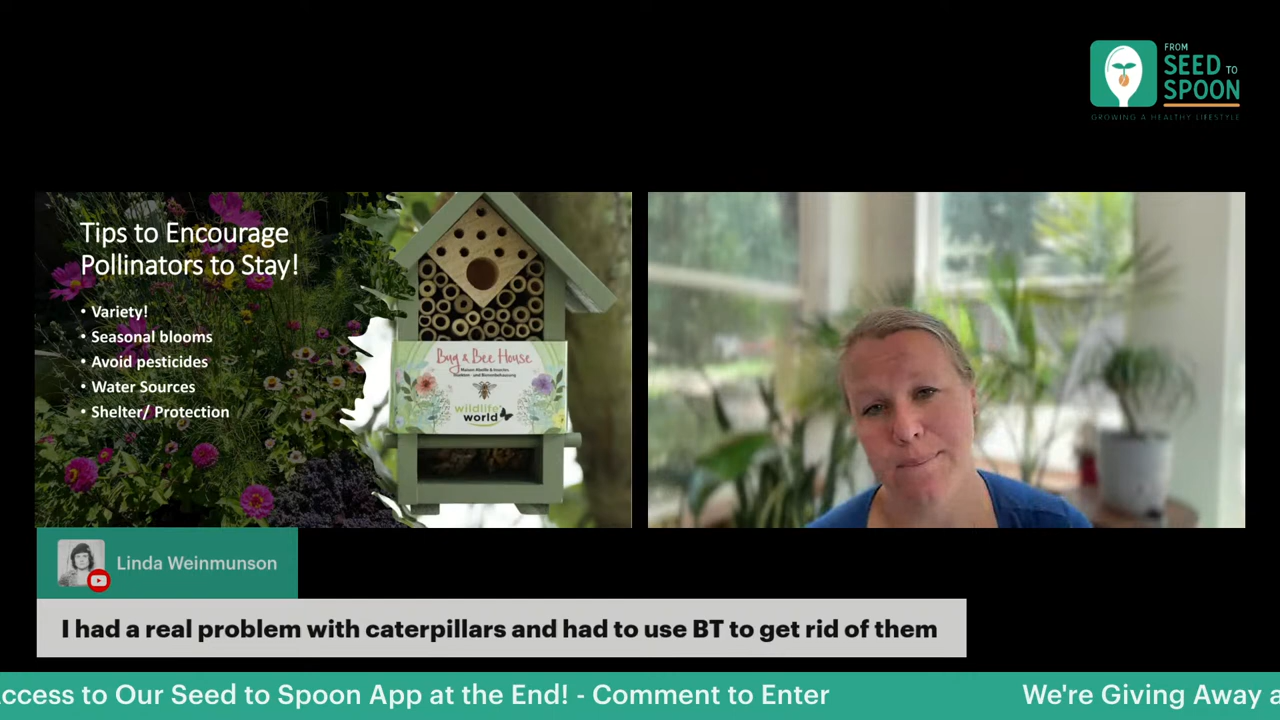 FROM
SEED TO
SPOON
GROWING A HEALTHY LIFESTYLE
Tips to Encourage
Pollinators to Stay!
• Variety!
• Seasonal blooms
• Avoid pesticides
• Water Sources
• Shelter/ Protection
Bug & Bee House
wildlife
world
Linda Weinmunson
I had a real problem with caterpillars and had to use BT to get rid of them
ccess to Our Seed to Spoon App at the End! - Comment to Enter
We're Giving Away a